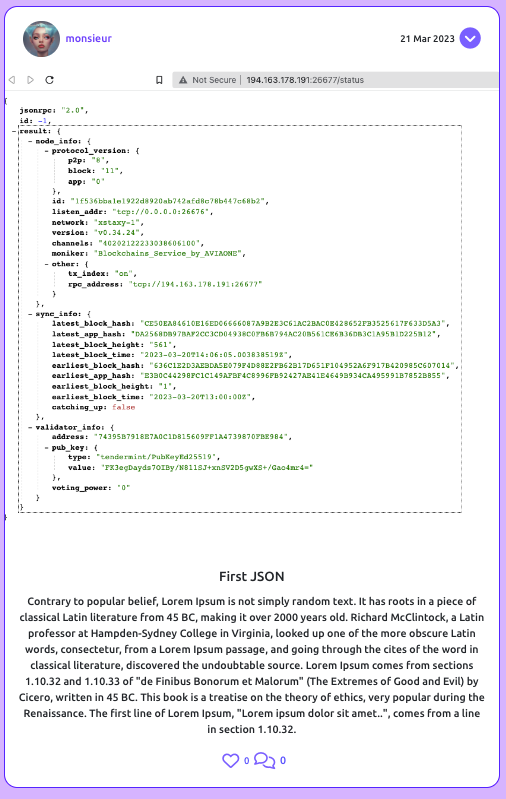 monsieur
21 Mar 2023
Not Secure | 194.163.178.191:26677/status
{
jsonrpc: "2.0",
id: -1,
− result: {
− node_info: {
− protocol_version: {
p2p: "8",
block: "11",
app: "0"
},
id: "1f536bba1e1922d8920ab742afd8c78b447c68b2",
listen_addr: "tcp://0.0.0.0:26676",
network: "xstaxy-1",
version: "v0.34.24",
channels: "40202122233038606100",
moniker: "Blockchains_Service_by_AVIAONE",
− other: {
tx_index: "on",
rpc_address: "tcp://194.163.178.191:26677"
}
},
− sync_info: {
latest_block_hash: "CE50EA84610E16ED06666087A9B2E3C61AC2BAC0E428652FB3525617F633D5A3",
latest_app_hash: "DA2568DB97BAF2CC3CD04938C0FB6B794AC20B561CE6B36DB3C1A95B1D225B12",
latest_block_height: "561",
latest_block_time: "2023-03-20T14:06:05.003838519Z",
earliest_block_hash: "636C1E2D3AEBDA5E079F4D88E2FB62B17D651F104952A6F917B420985C607014",
earliest_app_hash: "E3B0C44298FC1C149AFBF4C8996FB92427AE41E4649B934CA495991B7852B855",
earliest_block_height: "1",
earliest_block_time: "2023-03-20T13:00:00Z",
catching_up: false
},
− validator_info: {
address: "74395B7918E7A0C1D815609FF1A4739870FBE984",
− pub_key: {
type: "tendermint/PubKeyEd25519",
value: "FK3egDayds7OIBy/N811SJ+xnSV2D5gwXS+/Gao4mr4="
},
voting_power: "0"
}
}
}
First JSON
Contrary to popular belief, Lorem Ipsum is not simply random text. It has roots in a piece of
classical Latin literature from 45 BC, making it over 2000 years old. Richard McClintock, a Latin
professor at Hampden-Sydney College in Virginia, looked up one of the more obscure Latin
words, consectetur, from a Lorem Ipsum passage, and going through the cites of the word in
classical literature, discovered the undoubtable source. Lorem Ipsum comes from sections
1.10.32 and 1.10.33 of "de Finibus Bonorum et Malorum" (The Extremes of Good and Evil) by
Cicero, written in 45 BC. This book is a treatise on the theory of ethics, very popular during the
Renaissance. The first line of Lorem Ipsum, "Lorem ipsum dolor sit amet..", comes from a line
in section 1.10.32.
0 0